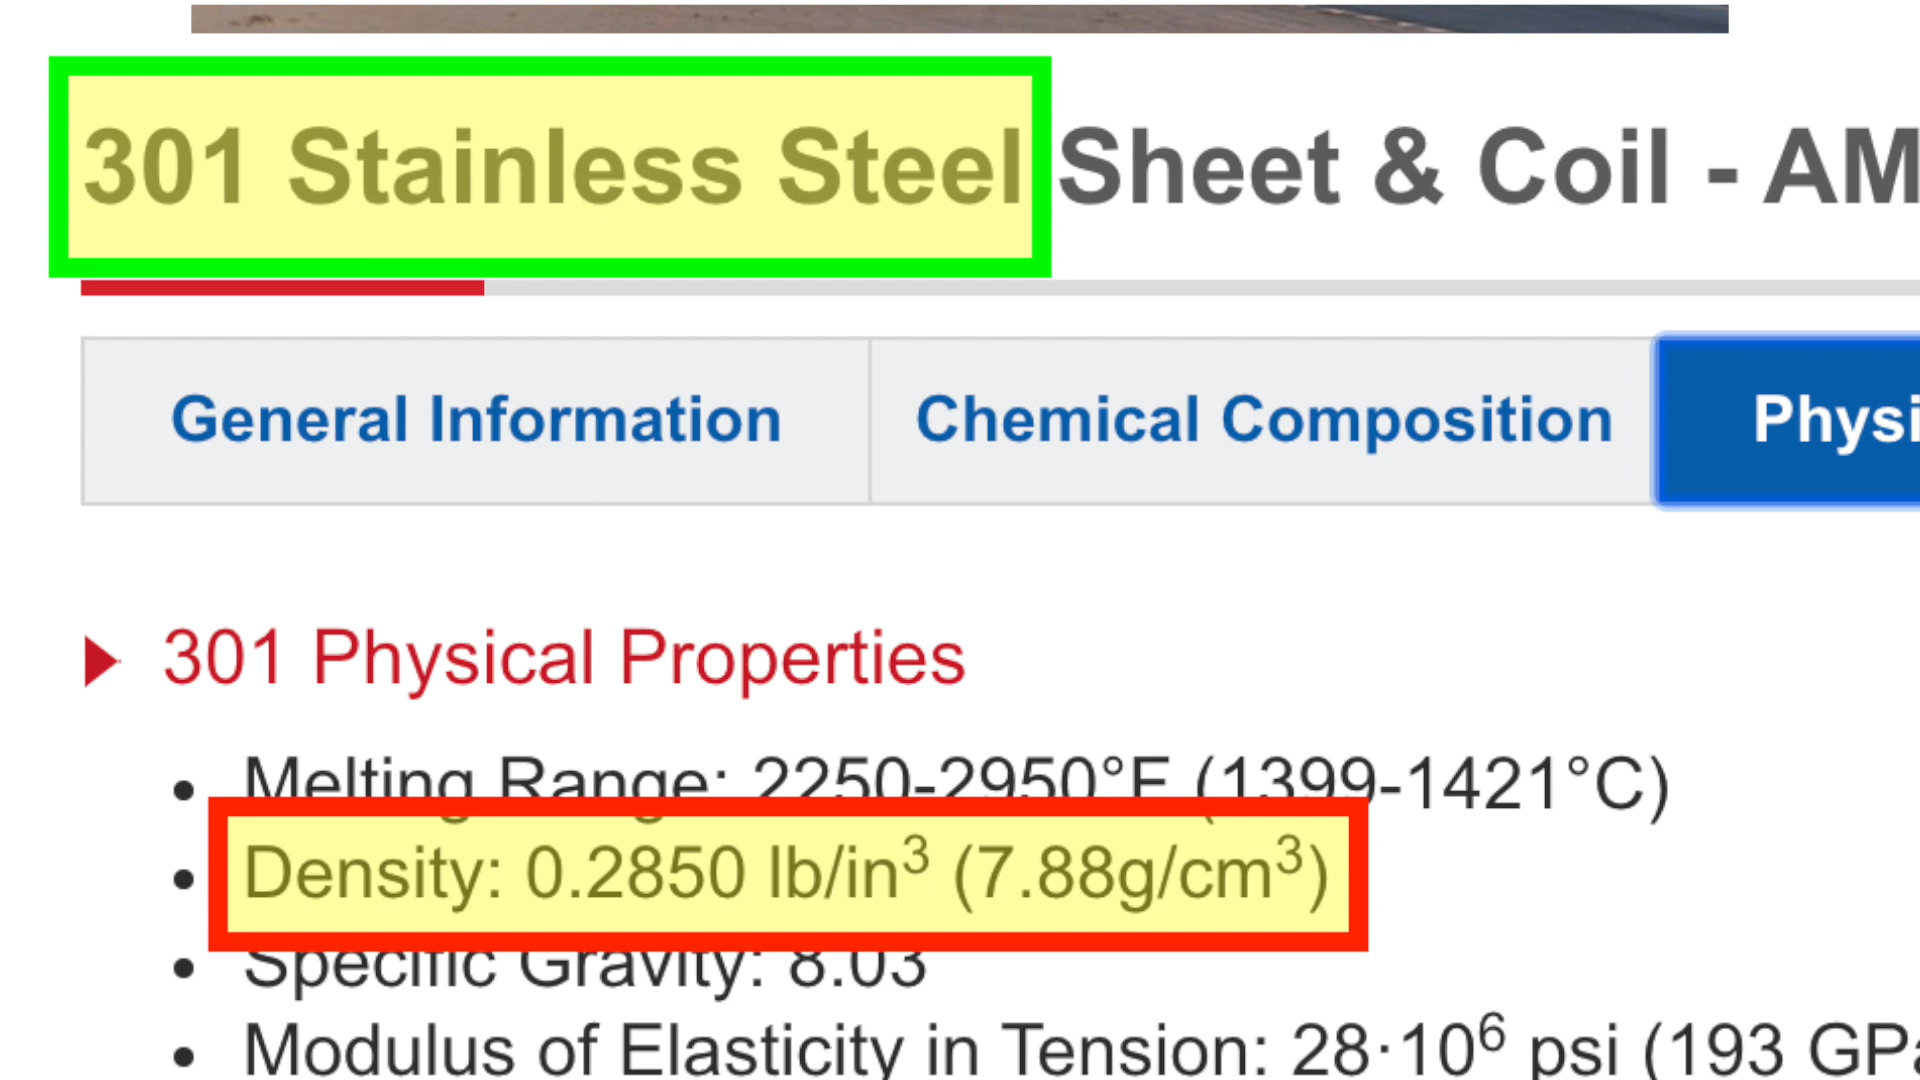 301 Stainless Steel Sheet & Coil - AM
General Information
Chemical Composition
Physi
301 Physical Properties
• Melting Range: 2250-2950°F (1399-1421°C)
• Density: 0.2850 lb/in³ (7.88g/cm³)
• Specific Gravity: 8.03
• Modulus of Elasticity in Tension: 28·10⁶ psi (193 GPa